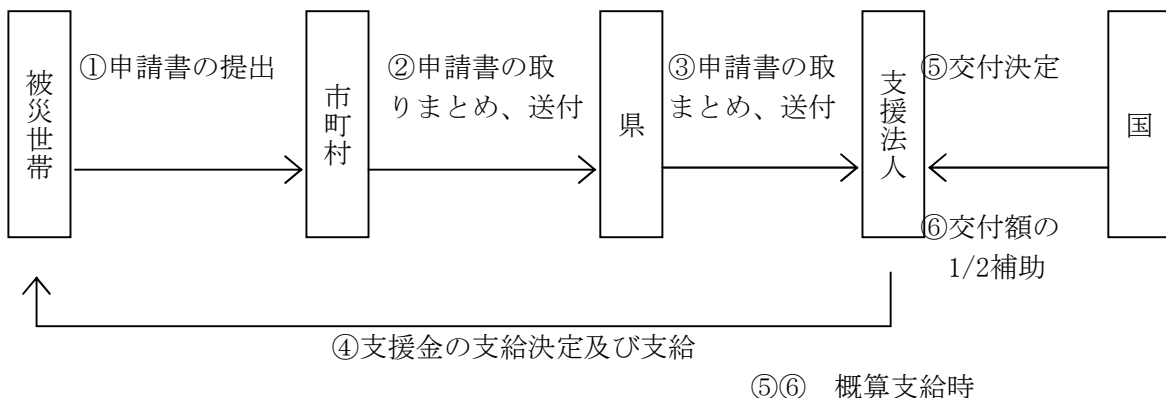 被災世帯
①申請書の提出
市町村
②申請書の取
りまとめ、送付
県
③申請書の取
まとめ、送付
支援法人
⑤交付決定
国
⑥交付額の
1/2補助
④支援金の支給決定及び支給
⑤⑥　概算支給時